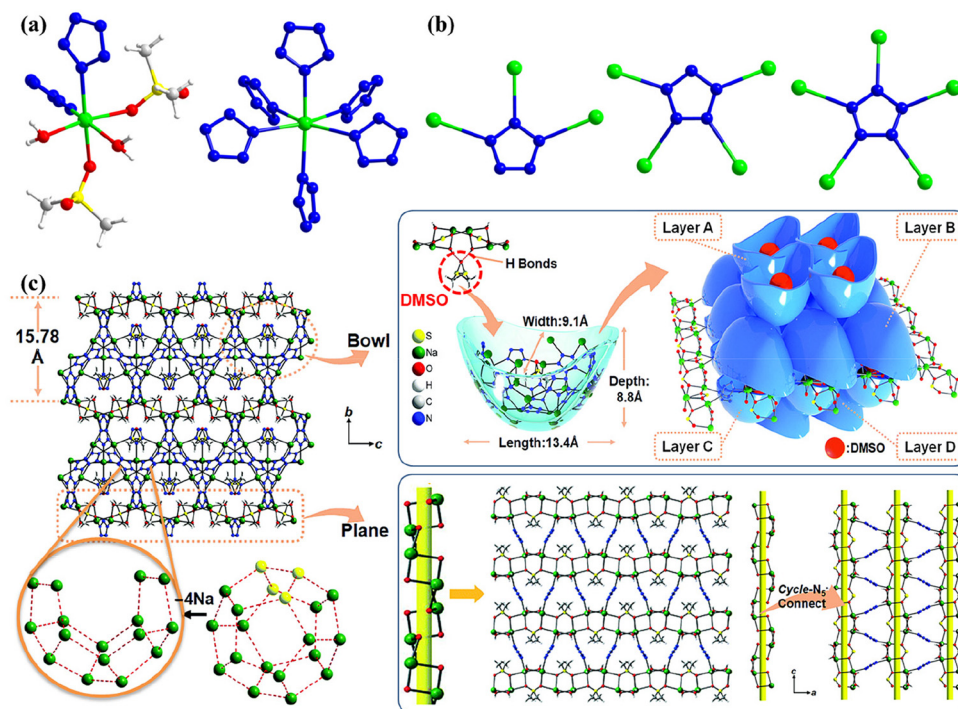 (a)
(b)
(c)
15.78
Å
b
c
Bowl
Plane
4Na
H Bonds
DMSO
S
Na
O
H
C
N
Width:9.1Å
Depth:
8.8Å
Length:13.4Å
Layer A
Layer B
Layer C
Layer D
:DMSO
Cycle-N5
Connect
c
a